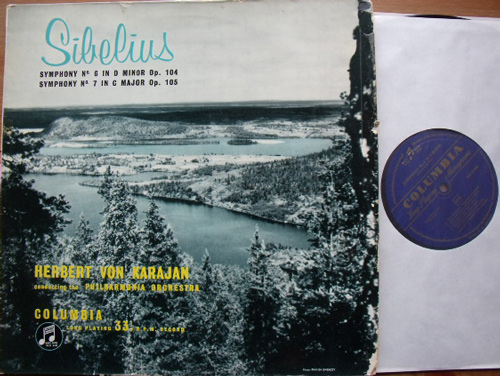 Sibelius
SYMPHONY Nº 6 IN D MINOR Op. 104
SYMPHONY Nº 7 IN C MAJOR Op. 105
HERBERT VON KARAJAN
conducting the PHILHARMONIA ORCHESTRA
COLUMBIA
LONG PLAYING 33⅓ R.P.M. RECORD
COLUMBIA